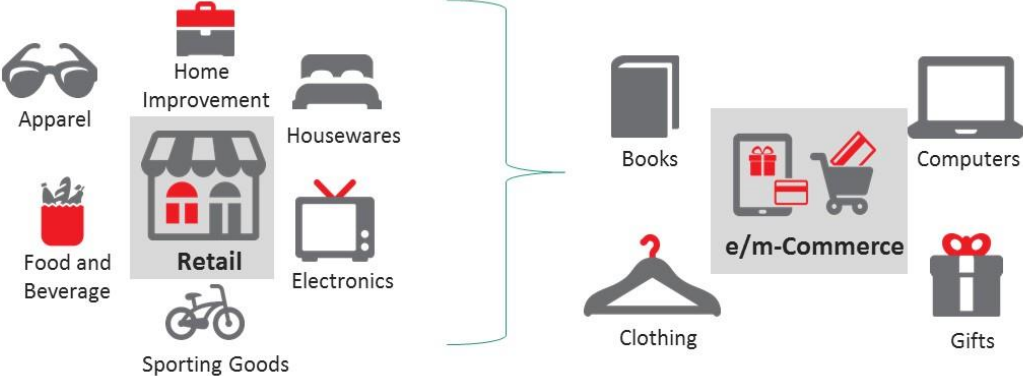 Home
Improvement
Apparel
Housewares
Food and
Beverage
Retail
Electronics
Sporting Goods
Books
Computers
e/m-Commerce
Clothing
Gifts